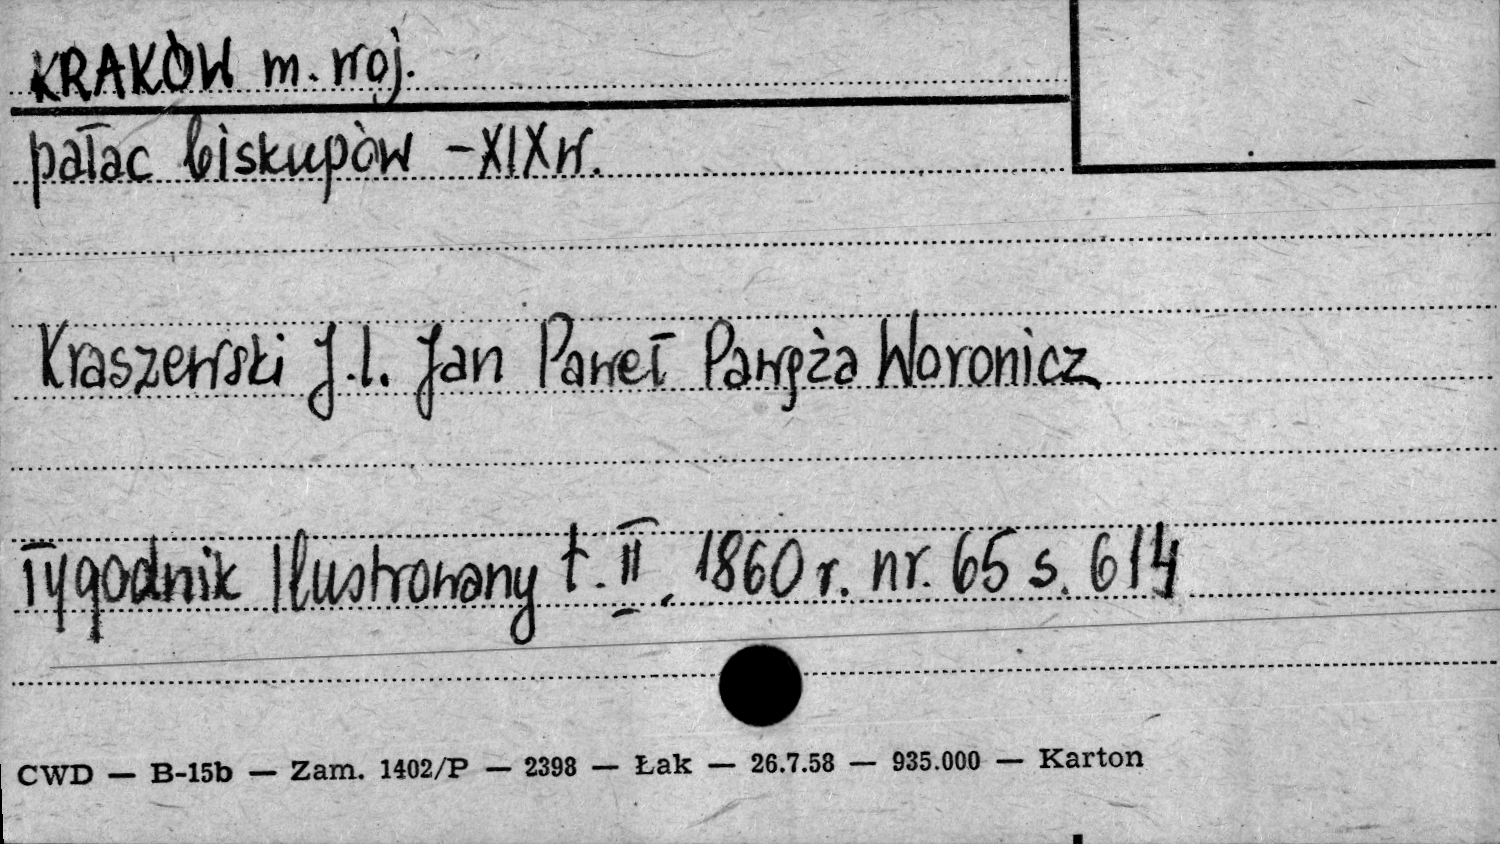 KRAKÓW m. woj.
pałac biskupów - XIX w.
Kraszewski J.I. Jan Paweł Pawęża Woronicz
Tygodnik Ilustrowany t. II, 1860 r. nr. 65 s. 614
CWD — B-15b — Zam. 1402/P — 2398 — Łak — 26.7.58 — 935.000 — Karton